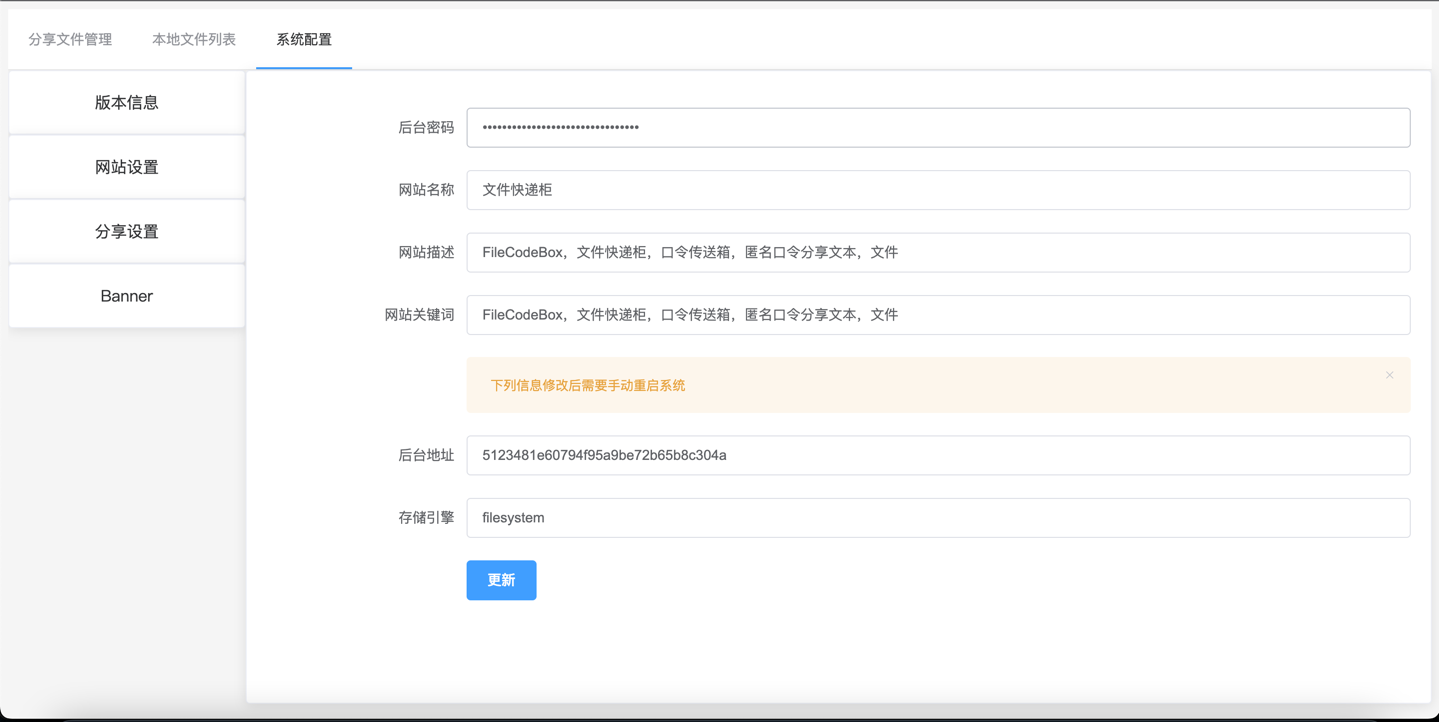 分享文件管理 本地文件列表 系统配置
版本信息
网站设置
分享设置
Banner
后台密码 ••••••••••••••••••••••••••••••••
网站名称 文件快递柜
网站描述 FileCodeBox，文件快递柜，口令传送箱，匿名口令分享文本，文件
网站关键词 FileCodeBox，文件快递柜，口令传送箱，匿名口令分享文本，文件
下列信息修改后需要手动重启系统
后台地址 5123481e60794f95a9be72b65b8c304a
存储引擎 filesystem
更新